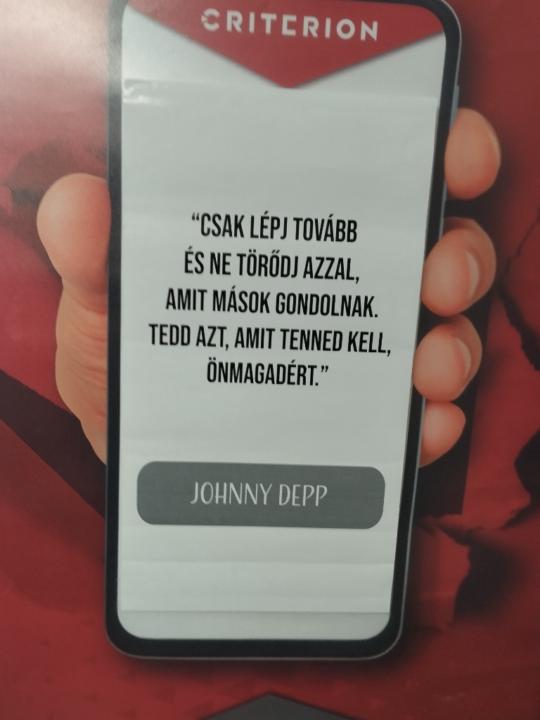 CRITERION
“CSAK LÉPJ TOVÁBB
ÉS NE TÖRŐDJ AZZAL,
AMIT MÁSOK GONDOLNAK.
TEDD AZT, AMIT TENNED KELL,
ÖNMAGADÉRT.”
JOHNNY DEPP